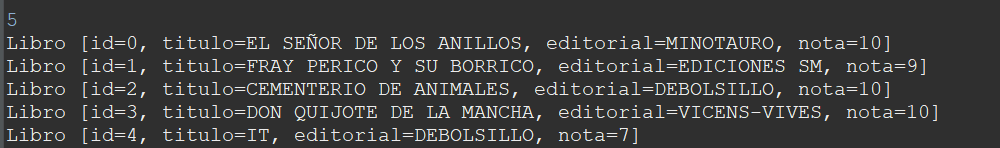 5
Libro [id=0, titulo=EL SEÑOR DE LOS ANILLOS, editorial=MINOTAURO, nota=10]
Libro [id=1, titulo=FRAY PERICO Y SU BORRICO, editorial=EDICIONES SM, nota=9]
Libro [id=2, titulo=CEMENTERIO DE ANIMALES, editorial=DEBOLSILLO, nota=10]
Libro [id=3, titulo=DON QUIJOTE DE LA MANCHA, editorial=VICENS-VIVES, nota=10]
Libro [id=4, titulo=IT, editorial=DEBOLSILLO, nota=7]